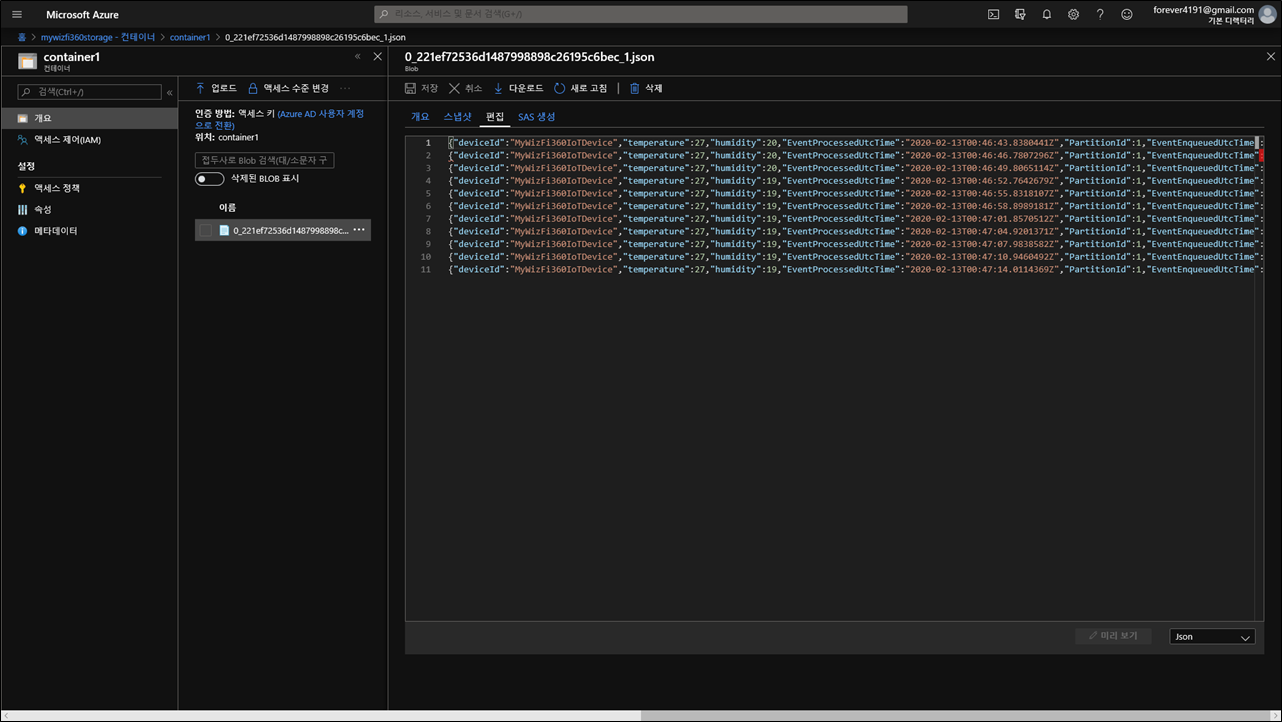 Microsoft Azure
리소스, 서비스 및 문서 검색(G+/)
forever4191@gmail.com
기본 디렉터리
홈 > mywizfi360storage - 컨테이너 > container1 > 0_221ef72536d1487998898c26195c6bec_1.json
container1
컨테이너
«
검색(Ctrl+/)
«
개요
액세스 제어(IAM)
설정
액세스 정책
속성
메타데이터
업로드 액세스 수준 변경 ...
인증 방법: 액세스 키 (Azure AD 사용자 계정
으로 전환)
위치: container1
접두사로 Blob 검색(대/소문자 구
삭제된 BLOB 표시
이름
0_221ef72536d1487998898c... ...
0_221ef72536d1487998898c26195c6bec_1.json
Blob
저장 취소 다운로드 새로 고침 | 삭제
개요 스냅샷 편집 SAS 생성
1 {"deviceId":"MyWizFi360IoTDevice","temperature":27,"humidity":20,"EventProcessedUtcTime":"2020-02-13T00:46:43.8380441Z","PartitionId":1,"EventEnqueuedUtcTime":
2 {"deviceId":"MyWizFi360IoTDevice","temperature":27,"humidity":20,"EventProcessedUtcTime":"2020-02-13T00:46:46.7807296Z","PartitionId":1,"EventEnqueuedUtcTime":
3 {"deviceId":"MyWizFi360IoTDevice","temperature":27,"humidity":20,"EventProcessedUtcTime":"2020-02-13T00:46:49.8065114Z","PartitionId":1,"EventEnqueuedUtcTime":
4 {"deviceId":"MyWizFi360IoTDevice","temperature":27,"humidity":19,"EventProcessedUtcTime":"2020-02-13T00:46:52.7642679Z","PartitionId":1,"EventEnqueuedUtcTime":
5 {"deviceId":"MyWizFi360IoTDevice","temperature":27,"humidity":19,"EventProcessedUtcTime":"2020-02-13T00:46:55.8318107Z","PartitionId":1,"EventEnqueuedUtcTime":
6 {"deviceId":"MyWizFi360IoTDevice","temperature":27,"humidity":19,"EventProcessedUtcTime":"2020-02-13T00:46:58.8989181Z","PartitionId":1,"EventEnqueuedUtcTime":
7 {"deviceId":"MyWizFi360IoTDevice","temperature":27,"humidity":19,"EventProcessedUtcTime":"2020-02-13T00:47:01.8570512Z","PartitionId":1,"EventEnqueuedUtcTime":
8 {"deviceId":"MyWizFi360IoTDevice","temperature":27,"humidity":19,"EventProcessedUtcTime":"2020-02-13T00:47:04.9201371Z","PartitionId":1,"EventEnqueuedUtcTime":
9 {"deviceId":"MyWizFi360IoTDevice","temperature":27,"humidity":19,"EventProcessedUtcTime":"2020-02-13T00:47:07.9838582Z","PartitionId":1,"EventEnqueuedUtcTime":
10 {"deviceId":"MyWizFi360IoTDevice","temperature":27,"humidity":19,"EventProcessedUtcTime":"2020-02-13T00:47:10.9460492Z","PartitionId":1,"EventEnqueuedUtcTime":
11 {"deviceId":"MyWizFi360IoTDevice","temperature":27,"humidity":19,"EventProcessedUtcTime":"2020-02-13T00:47:14.0114369Z","PartitionId":1,"EventEnqueuedUtcTime":
미리 보기
Json